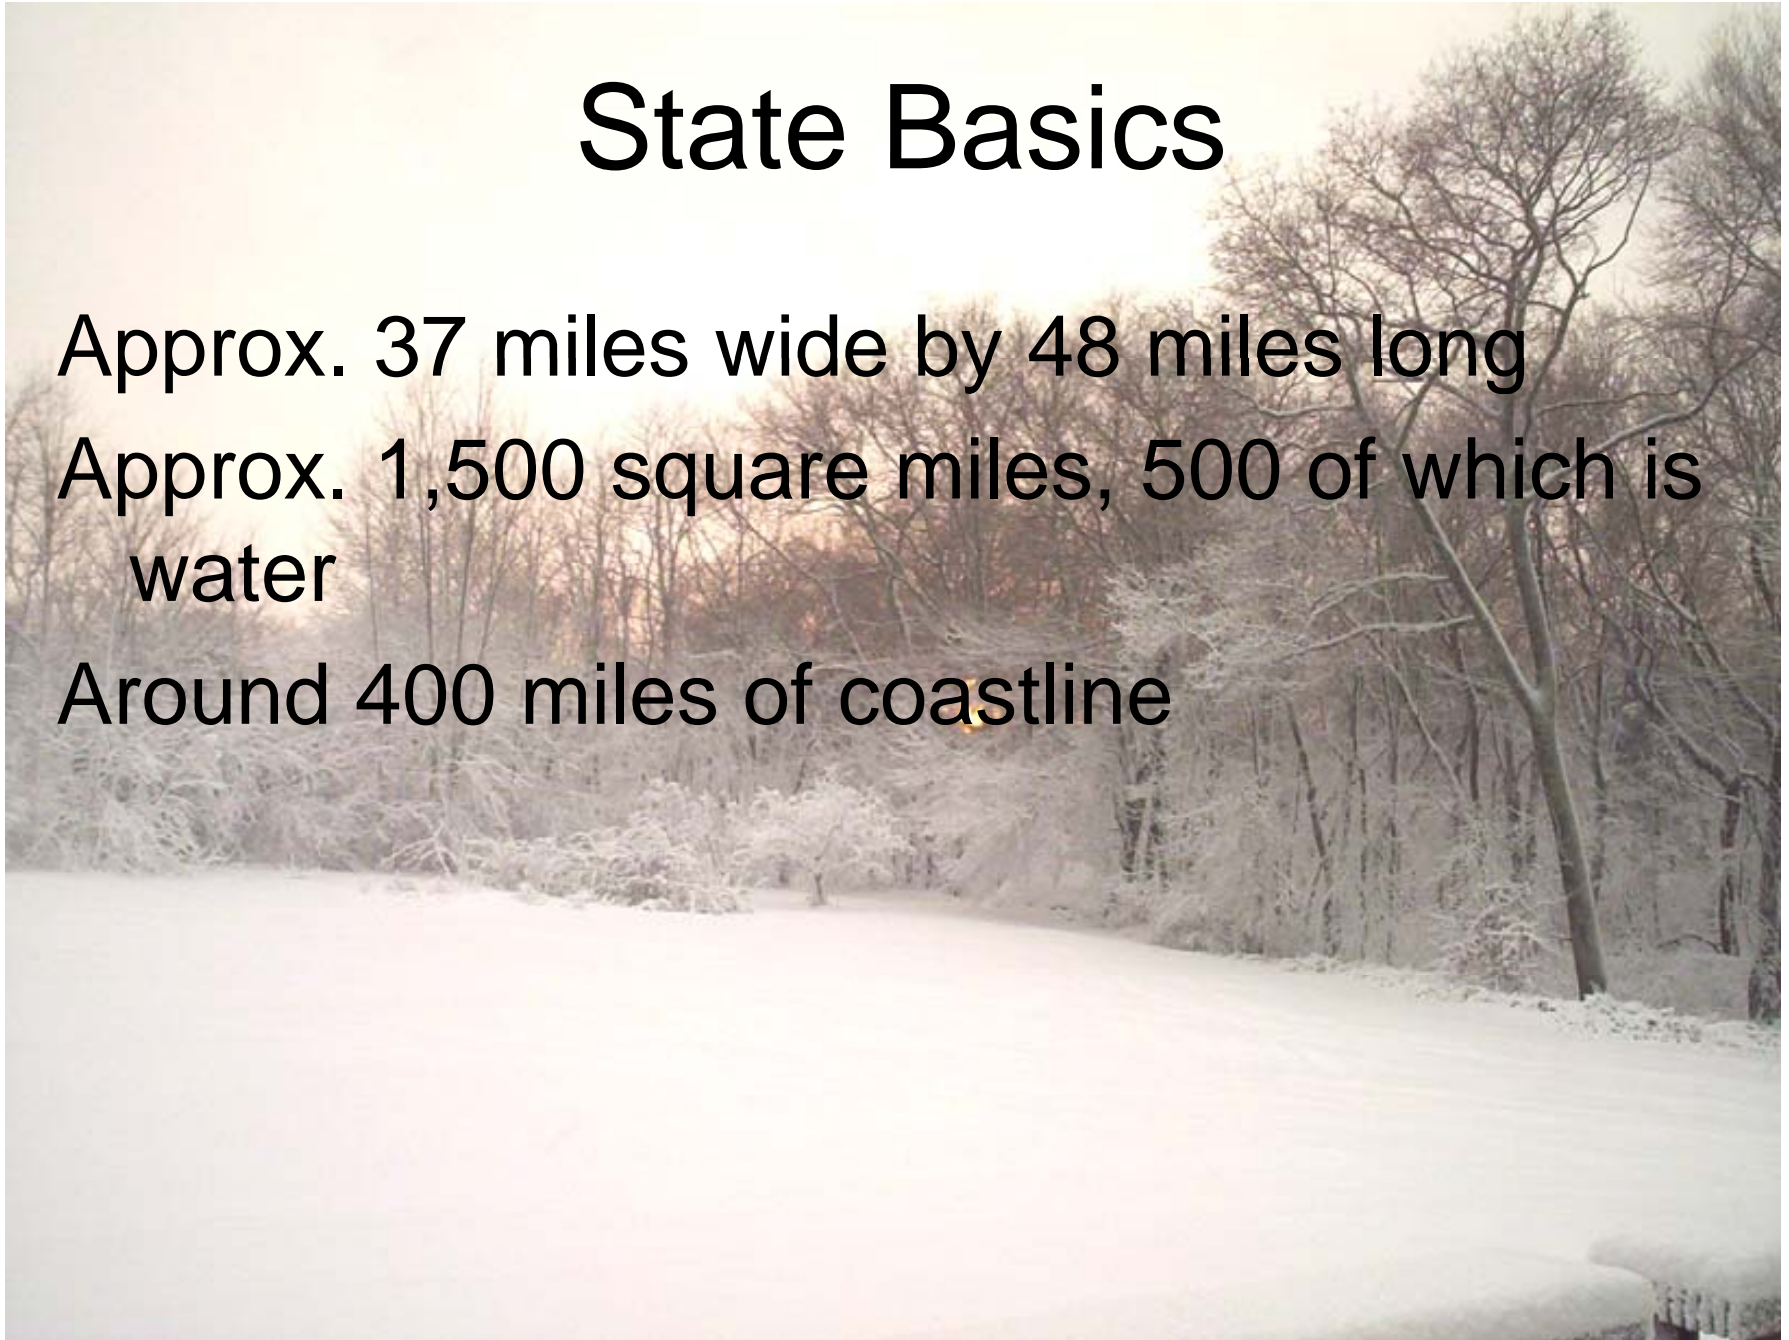 State Basics
Approx. 37 miles wide by 48 miles long
Approx. 1,500 square miles, 500 of which is
water
Around 400 miles of coastline